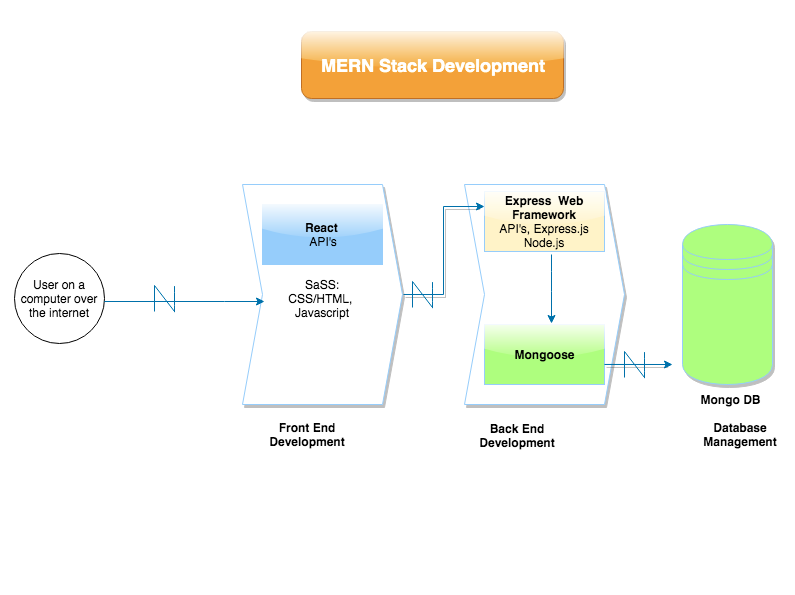 MERN Stack Development
User on a
computer over
the internet
React
API's
SaSS:
CSS/HTML,
Javascript
Express  Web
Framework
API's, Express.js
Node.js
Mongoose
Mongo DB
Front End
Development
Back End
Development
Database
Management